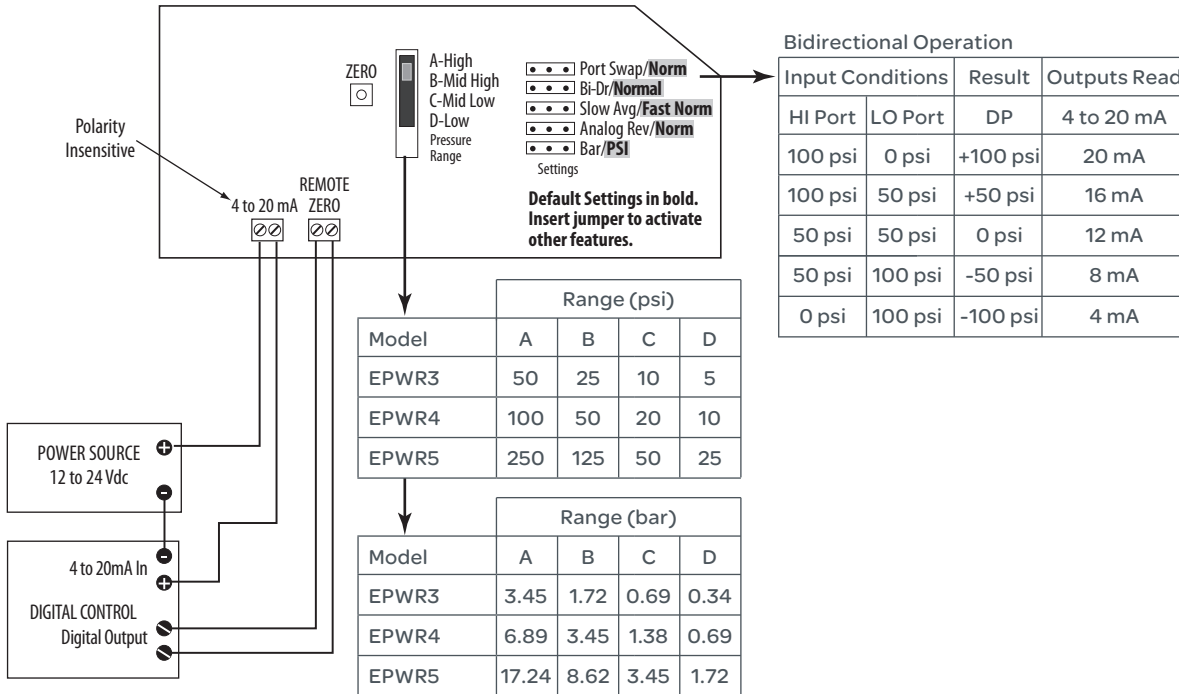 ZERO
A-High
B-Mid High
C-Mid Low
D-Low
Pressure
Range
Port Swap/Norm
Bi-Dr/Normal
Slow Avg/Fast Norm
Analog Rev/Norm
Bar/PSI
Settings
Default Settings in bold.
Insert jumper to activate
other features.
Polarity
Insensitive
4 to 20 mA
REMOTE
ZERO
Bidirectional Operation
Input Conditions Result Outputs Read
HI Port LO Port DP 4 to 20 mA
100 psi 0 psi +100 psi 20 mA
100 psi 50 psi +50 psi 16 mA
50 psi 50 psi 0 psi 12 mA
50 psi 100 psi -50 psi 8 mA
0 psi 100 psi -100 psi 4 mA
Range (psi)
Model A B C D
EPWR3 50 25 10 5
EPWR4 100 50 20 10
EPWR5 250 125 50 25
Range (bar)
Model A B C D
EPWR3 3.45 1.72 0.69 0.34
EPWR4 6.89 3.45 1.38 0.69
EPWR5 17.24 8.62 3.45 1.72
POWER SOURCE
12 to 24 Vdc
4 to 20mA In
DIGITAL CONTROL
Digital Output